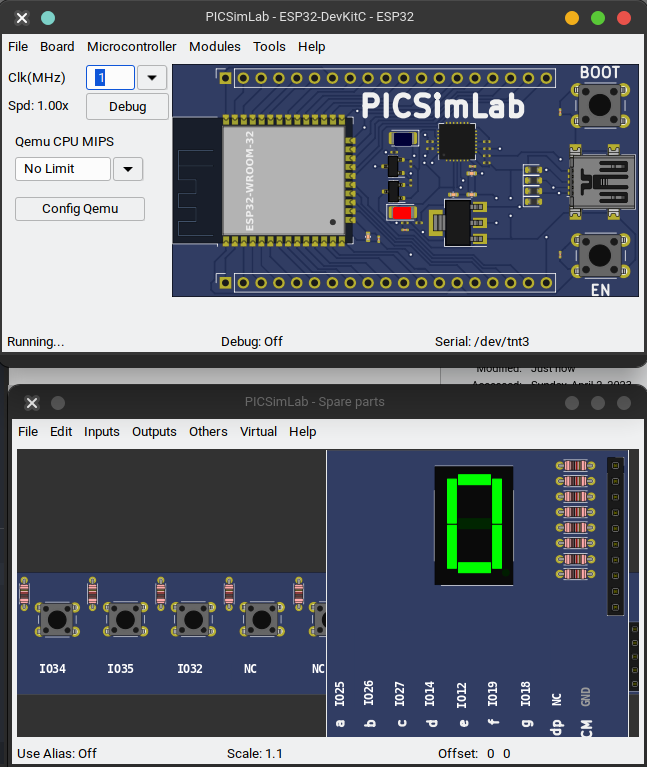 PICSimLab - ESP32-DevKitC - ESP32
File Board Microcontroller Modules Tools Help
Clk(MHz) 1
Spd: 1.00x Debug
Qemu CPU MIPS
No Limit
Config Qemu
PICSimLab
BOOT
ESP32-WROOM-32
EN
Running... Debug: Off Serial: /dev/tnt3
Modified: Just now
Accessed: Sunday, April 2, 2023
PICSimLab - Spare parts
File Edit Inputs Outputs Others Virtual Help
0
IO34 IO35 IO32 NC NC
IO25 IO26 IO27 IO14 IO12 IO19 IO18 NC GND
a b c d e f g dp CM
Use Alias: Off Scale: 1.1 Offset: 0 0